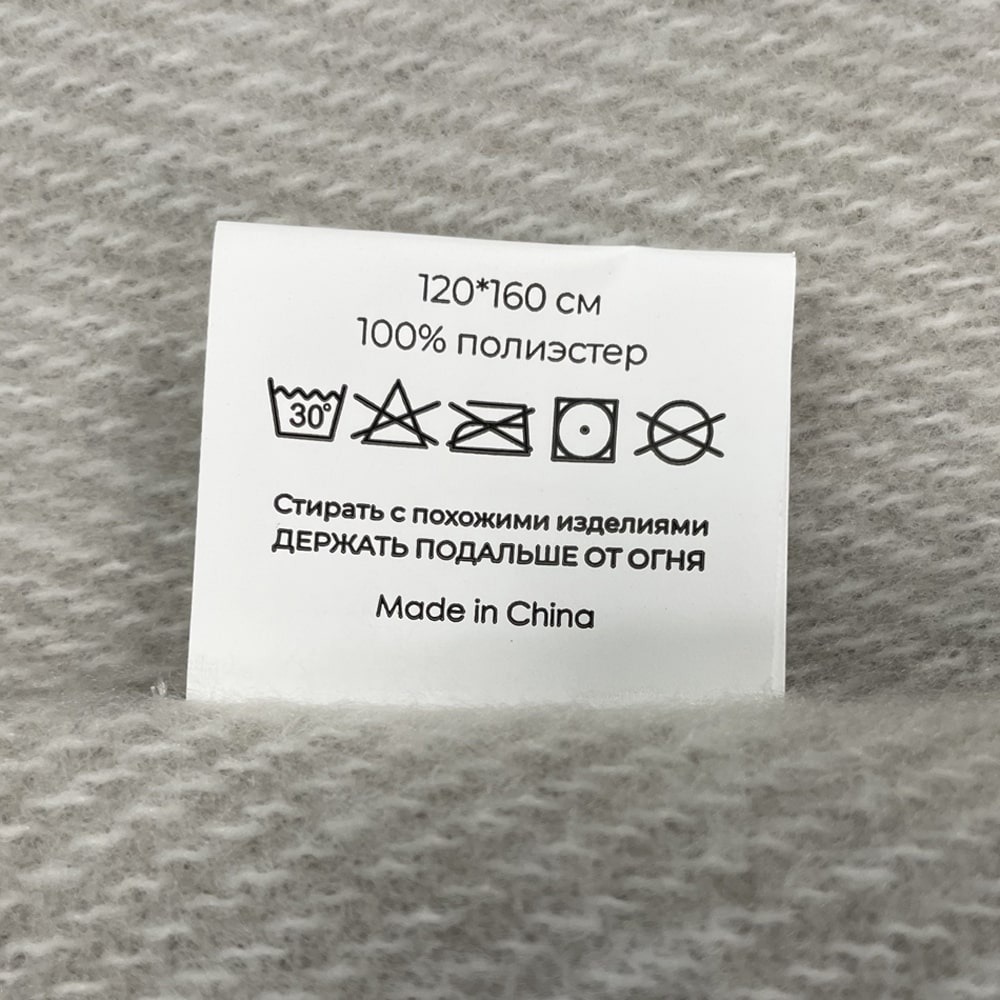 120*160 см
100% полиэстер
30°
Стирать с похожими изделиями
ДЕРЖАТЬ ПОДАЛЬШЕ ОТ ОГНЯ
Made in China